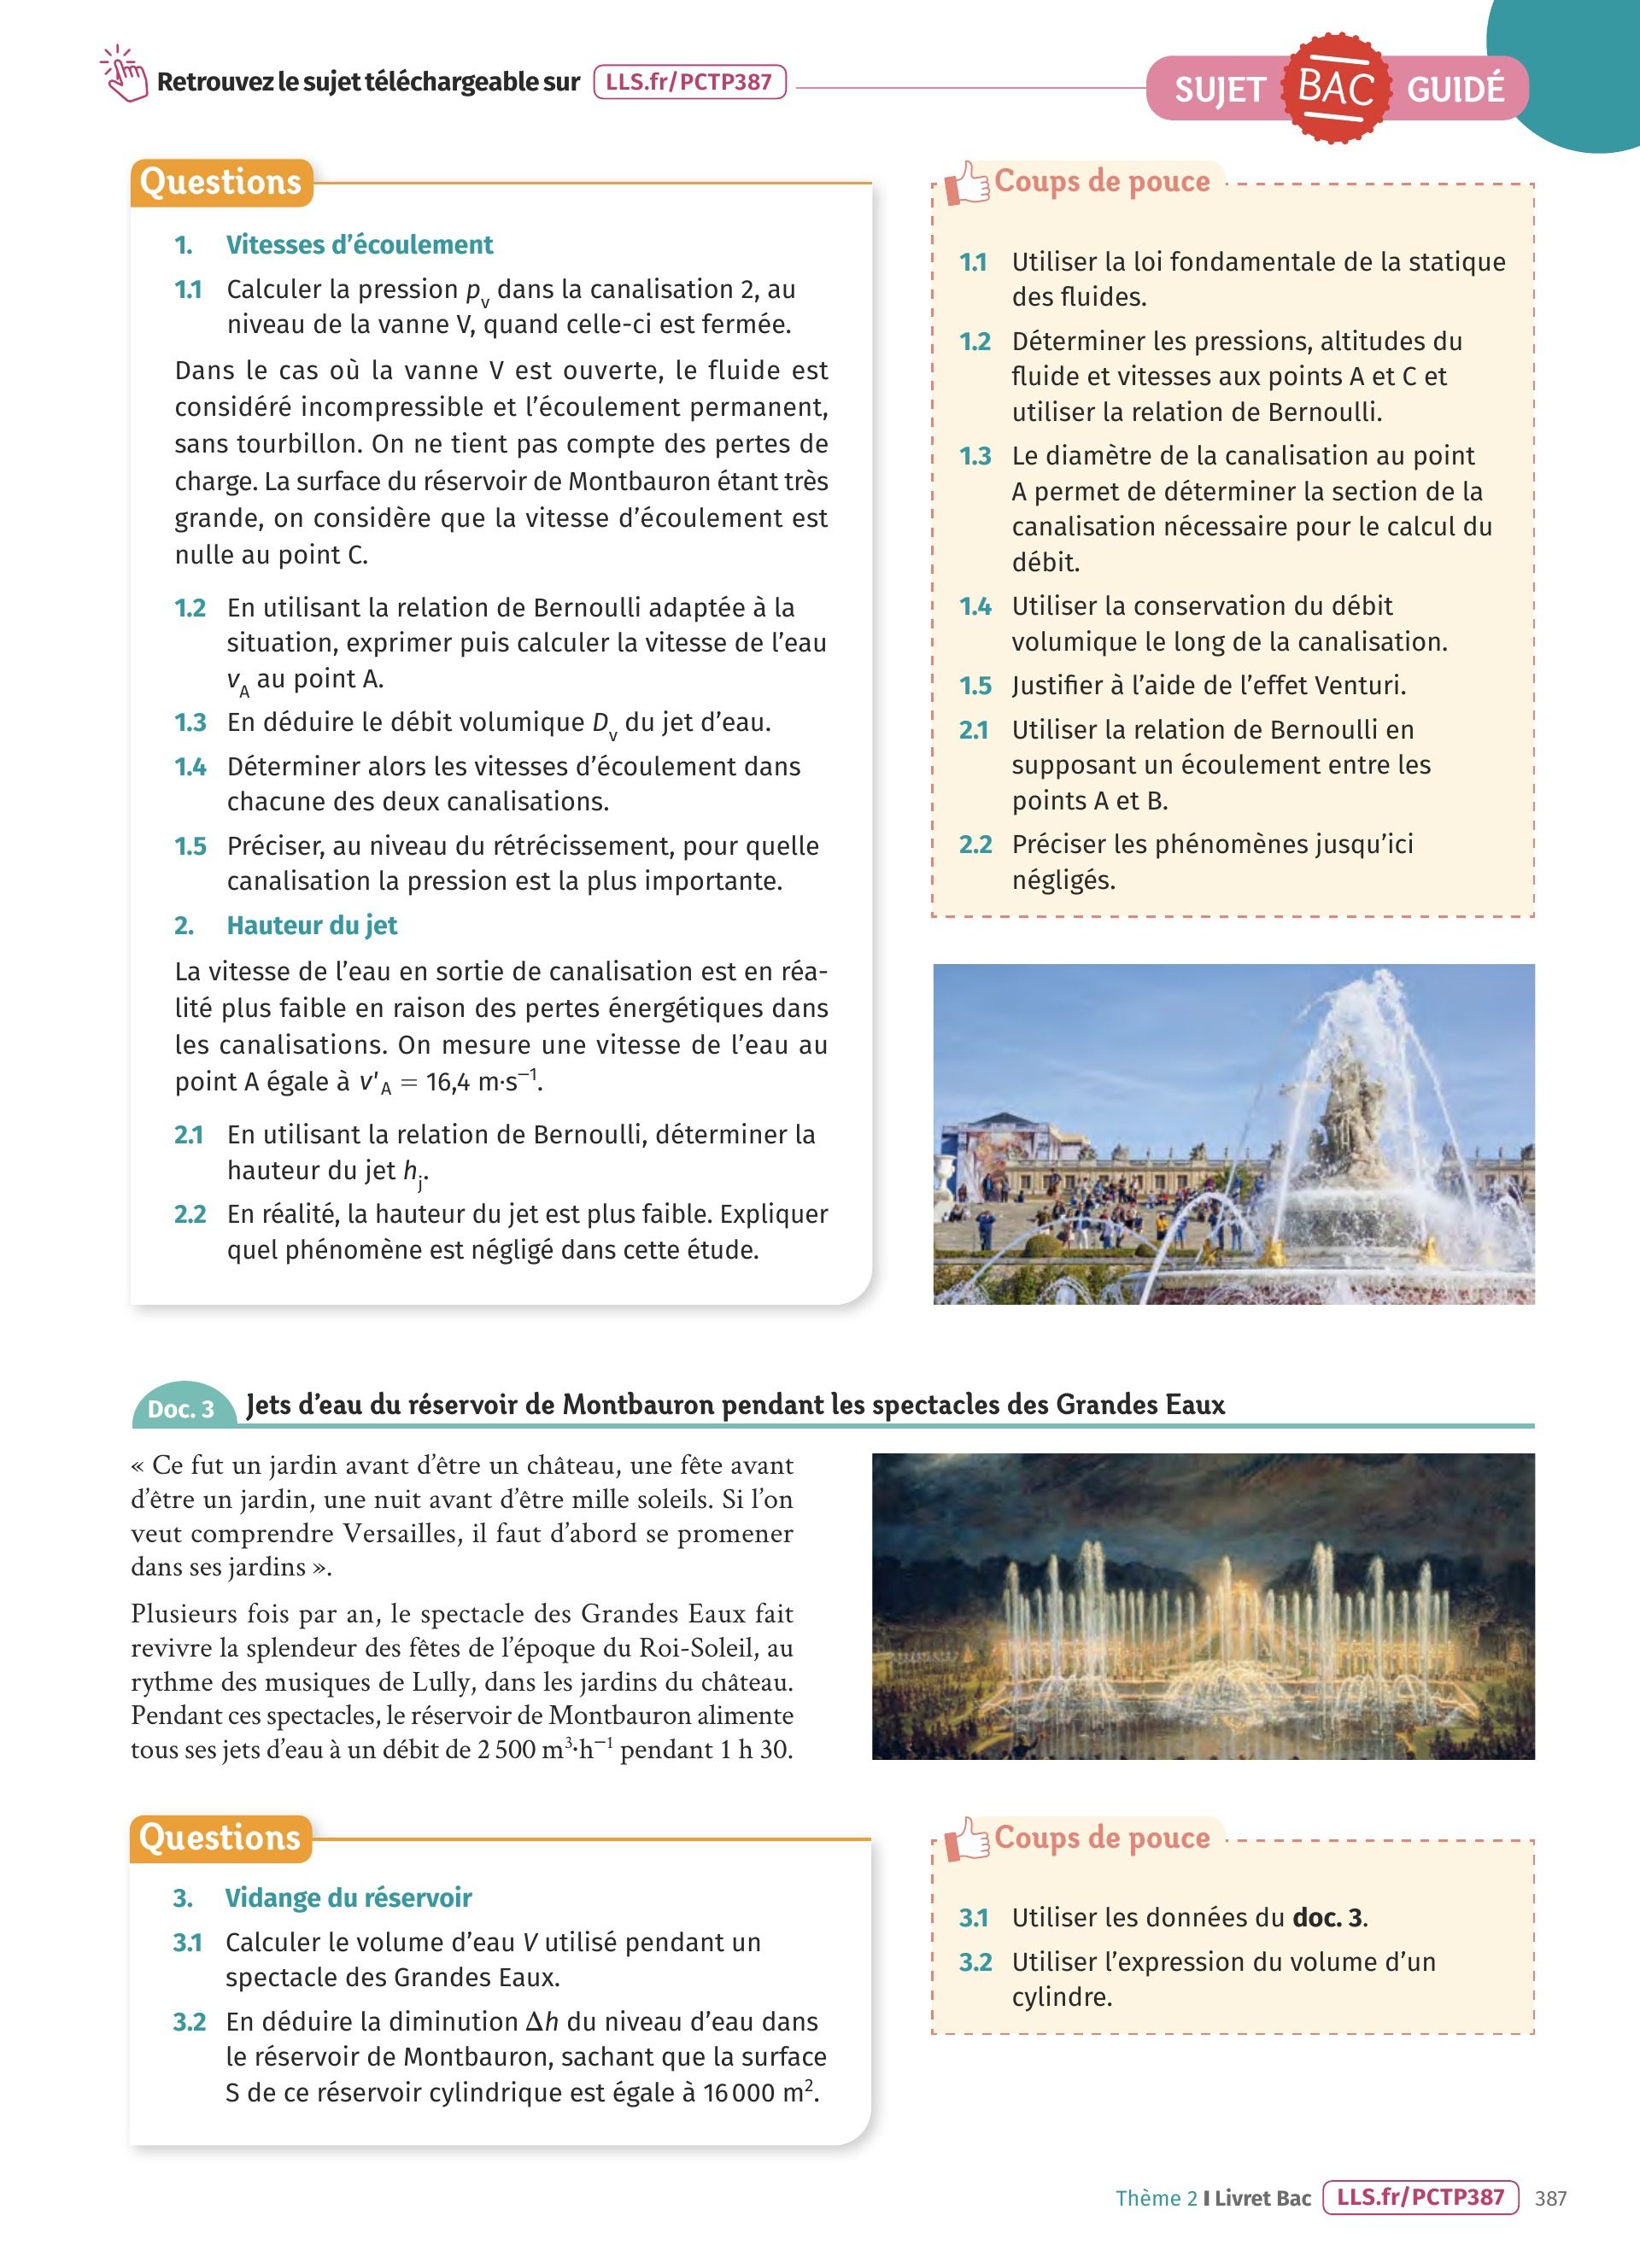 Retrouvez le sujet téléchargeable sur LLS.fr/PCTP387
SUJET BAC GUIDÉ
Questions
1. Vitesses d’écoulement
1.1 Calculer la pression pv dans la canalisation 2, au
niveau de la vanne V, quand celle-ci est fermée.
Dans le cas où la vanne V est ouverte, le fluide est
considéré incompressible et l’écoulement permanent,
sans tourbillon. On ne tient pas compte des pertes de
charge. La surface du réservoir de Montbauron étant très
grande, on considère que la vitesse d’écoulement est
nulle au point C.
1.2 En utilisant la relation de Bernoulli adaptée à la
situation, exprimer puis calculer la vitesse de l’eau
vA au point A.
1.3 En déduire le débit volumique Dv du jet d’eau.
1.4 Déterminer alors les vitesses d’écoulement dans
chacune des deux canalisations.
1.5 Préciser, au niveau du rétrécissement, pour quelle
canalisation la pression est la plus importante.
2. Hauteur du jet
La vitesse de l’eau en sortie de canalisation est en réa-
lité plus faible en raison des pertes énergétiques dans
les canalisations. On mesure une vitesse de l’eau au
point A égale à v'A = 16,4 m·s⁻¹.
2.1 En utilisant la relation de Bernoulli, déterminer la
hauteur du jet hj.
2.2 En réalité, la hauteur du jet est plus faible. Expliquer
quel phénomène est négligé dans cette étude.
Coups de pouce
1.1 Utiliser la loi fondamentale de la statique
des fluides.
1.2 Déterminer les pressions, altitudes du
fluide et vitesses aux points A et C et
utiliser la relation de Bernoulli.
1.3 Le diamètre de la canalisation au point
A permet de déterminer la section de la
canalisation nécessaire pour le calcul du
débit.
1.4 Utiliser la conservation du débit
volumique le long de la canalisation.
1.5 Justifier à l’aide de l’effet Venturi.
2.1 Utiliser la relation de Bernoulli en
supposant un écoulement entre les
points A et B.
2.2 Préciser les phénomènes jusqu’ici
négligés.
Doc. 3 Jets d’eau du réservoir de Montbauron pendant les spectacles des Grandes Eaux
« Ce fut un jardin avant d’être un château, une fête avant
d’être un jardin, une nuit avant d’être mille soleils. Si l’on
veut comprendre Versailles, il faut d’abord se promener
dans ses jardins ».
Plusieurs fois par an, le spectacle des Grandes Eaux fait
revivre la splendeur des fêtes de l’époque du Roi-Soleil, au
rythme des musiques de Lully, dans les jardins du château.
Pendant ces spectacles, le réservoir de Montbauron alimente
tous ses jets d’eau à un débit de 2 500 m³·h⁻¹ pendant 1 h 30.
Questions
3. Vidange du réservoir
3.1 Calculer le volume d’eau V utilisé pendant un
spectacle des Grandes Eaux.
3.2 En déduire la diminution Δh du niveau d’eau dans
le réservoir de Montbauron, sachant que la surface
S de ce réservoir cylindrique est égale à 16 000 m².
Coups de pouce
3.1 Utiliser les données du doc. 3.
3.2 Utiliser l’expression du volume d’un
cylindre.
Thème 2 I Livret Bac LLS.fr/PCTP387 387